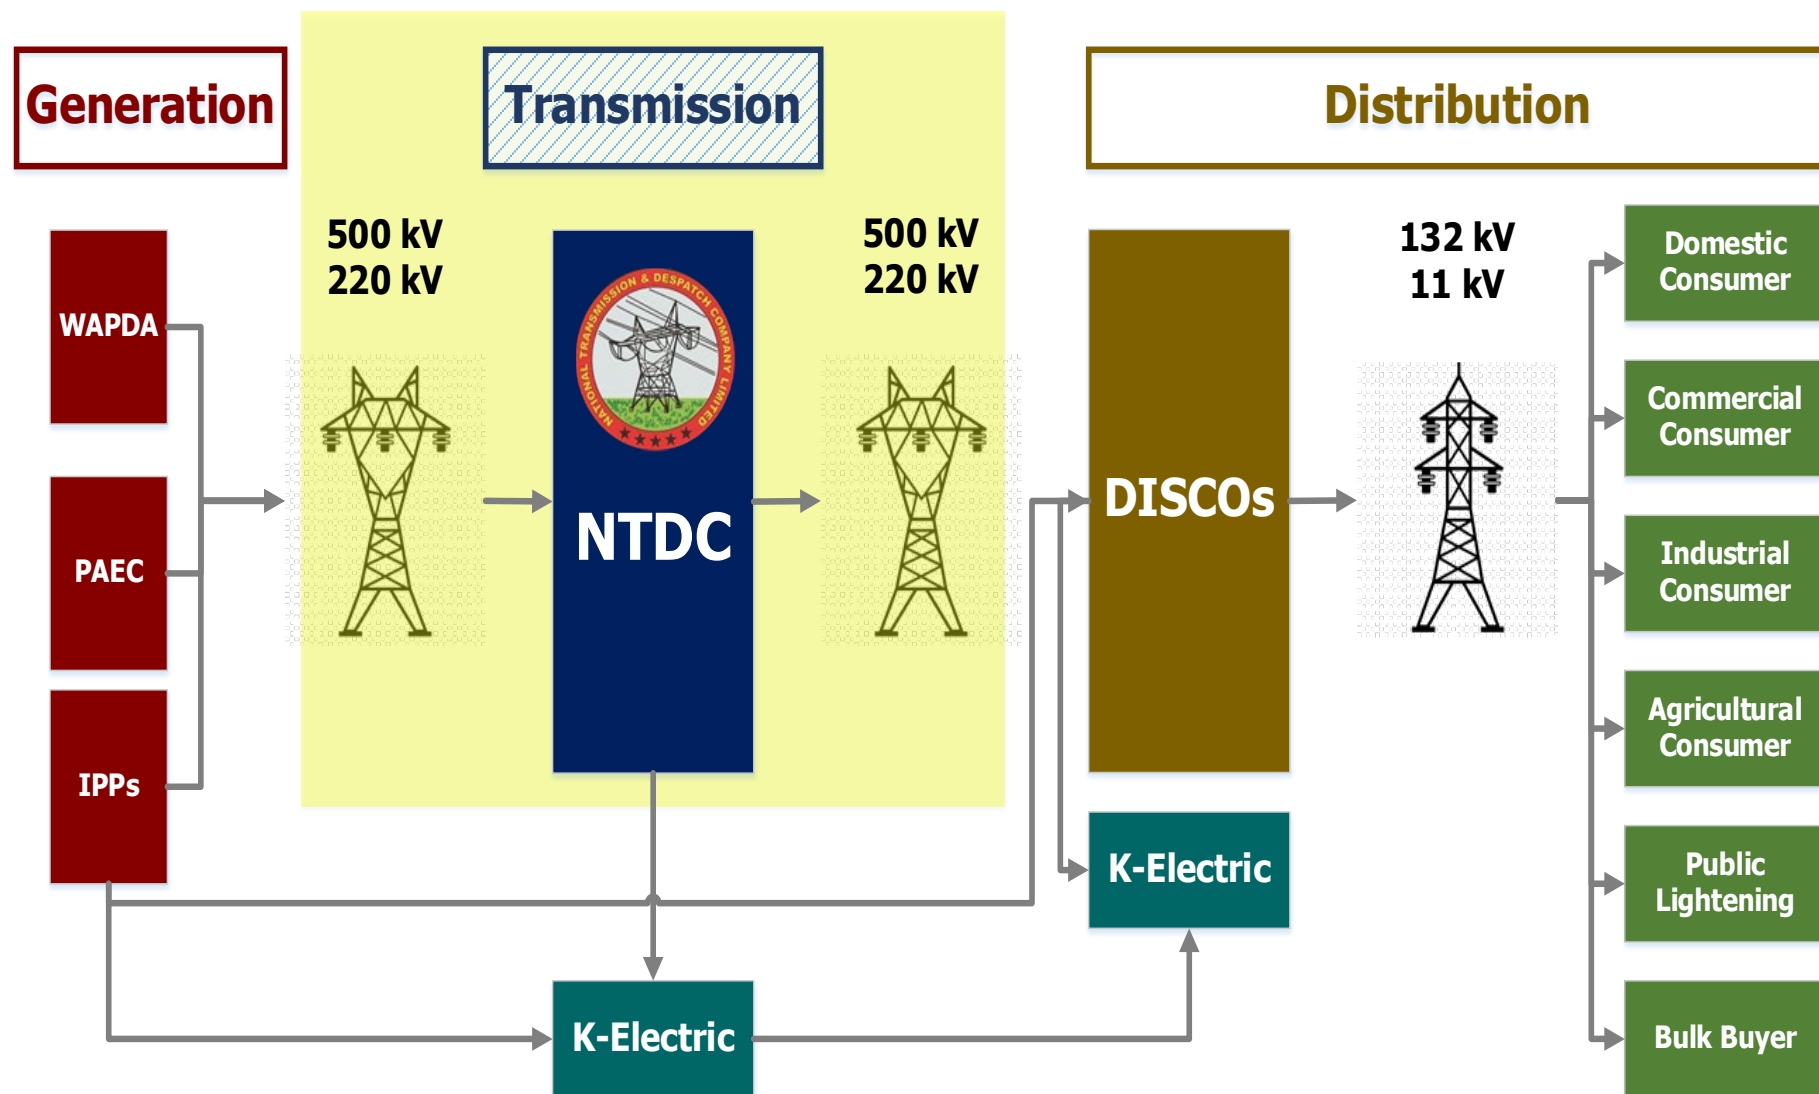 Generation
Transmission
Distribution
500 kV
220 kV
500 kV
220 kV
132 kV
11 kV
WAPDA
PAEC
IPPs
NATIONAL TRANSMISSION & DESPATCH COMPANY LIMITED
NTDC
DISCOs
K-Electric
K-Electric
Domestic
Consumer
Commercial
Consumer
Industrial
Consumer
Agricultural
Consumer
Public
Lightening
Bulk Buyer